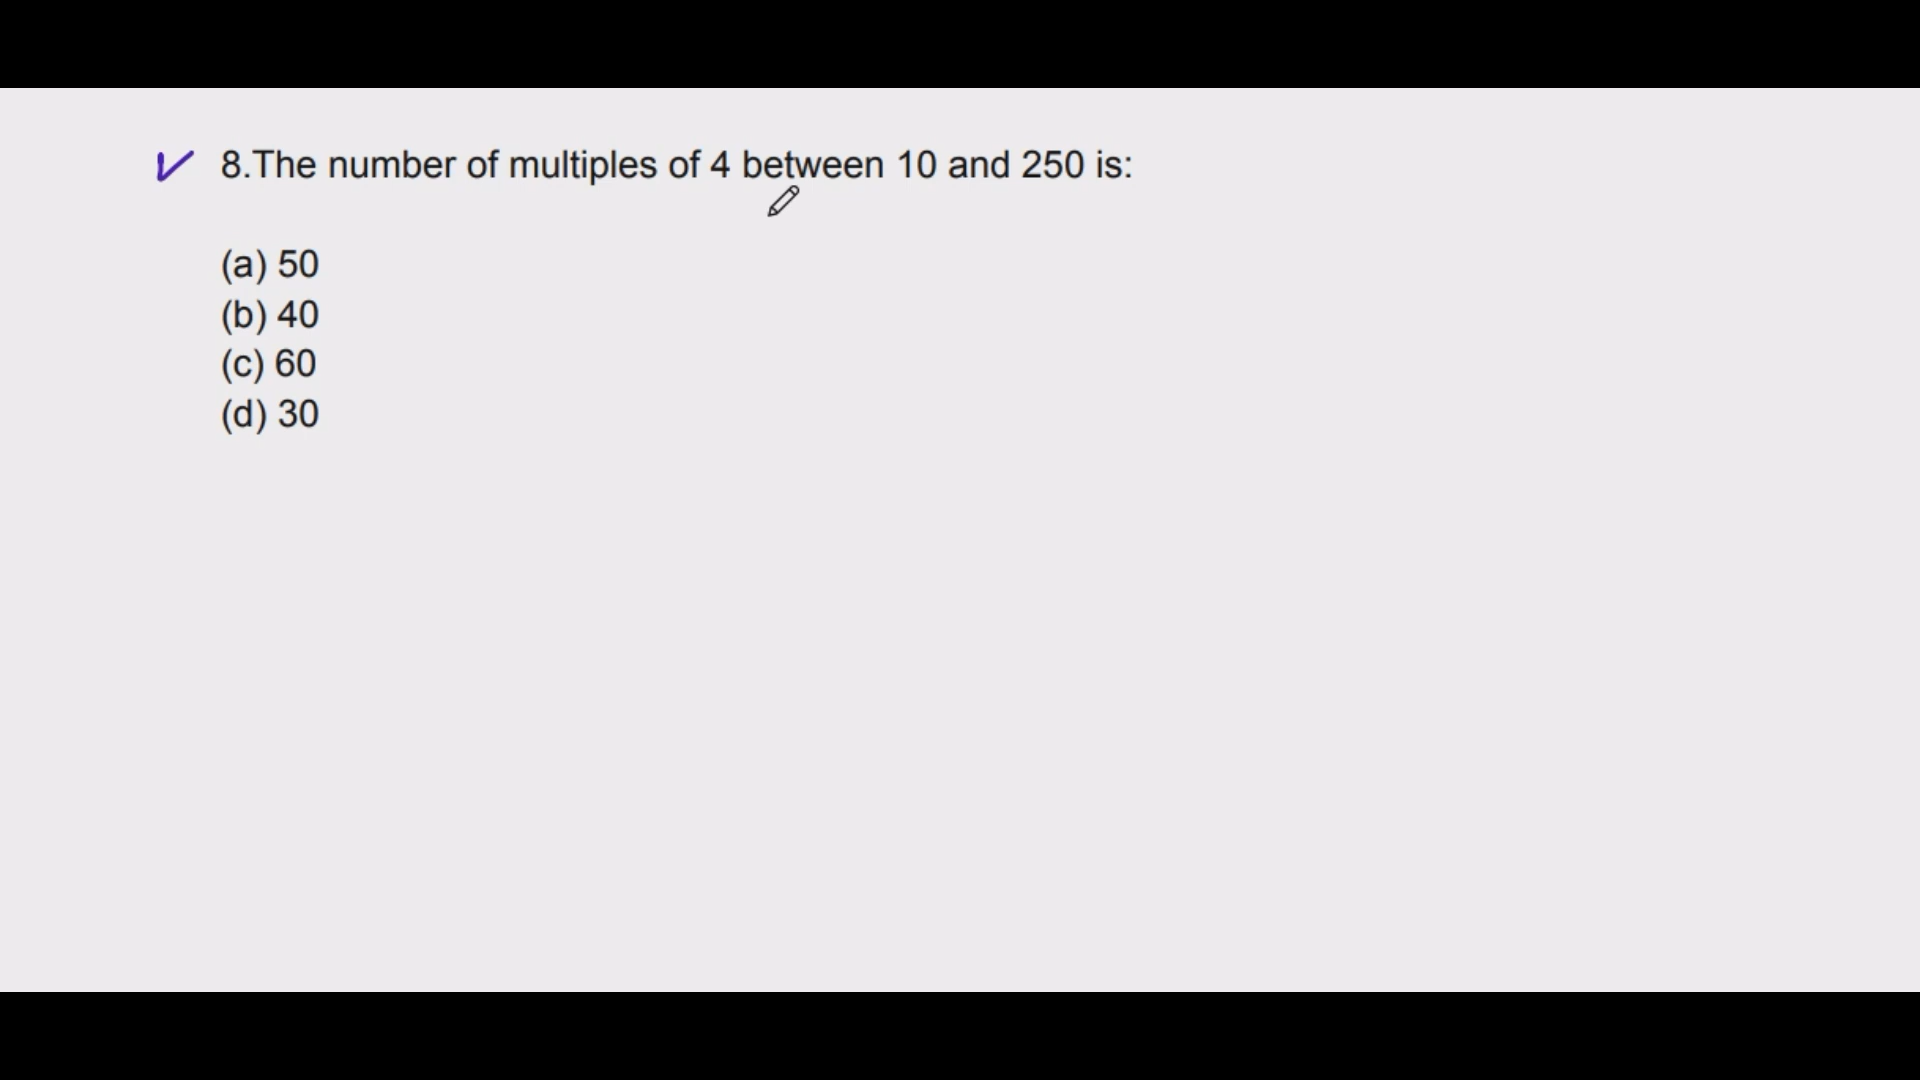 8.The number of multiples of 4 between 10 and 250 is:
(a) 50
(b) 40
(c) 60
(d) 30